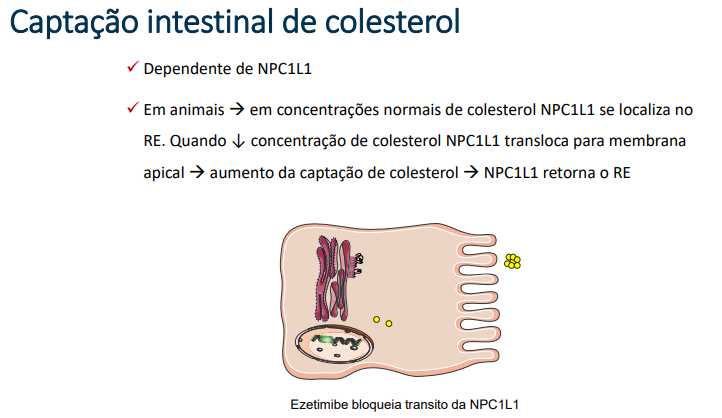 Captação intestinal de colesterol
✓ Dependente de NPC1L1
✓ Em animais → em concentrações normais de colesterol NPC1L1 se localiza no
RE. Quando ↓ concentração de colesterol NPC1L1 transloca para membrana
apical → aumento da captação de colesterol → NPC1L1 retorna o RE
Ezetimibe bloqueia transito da NPC1L1